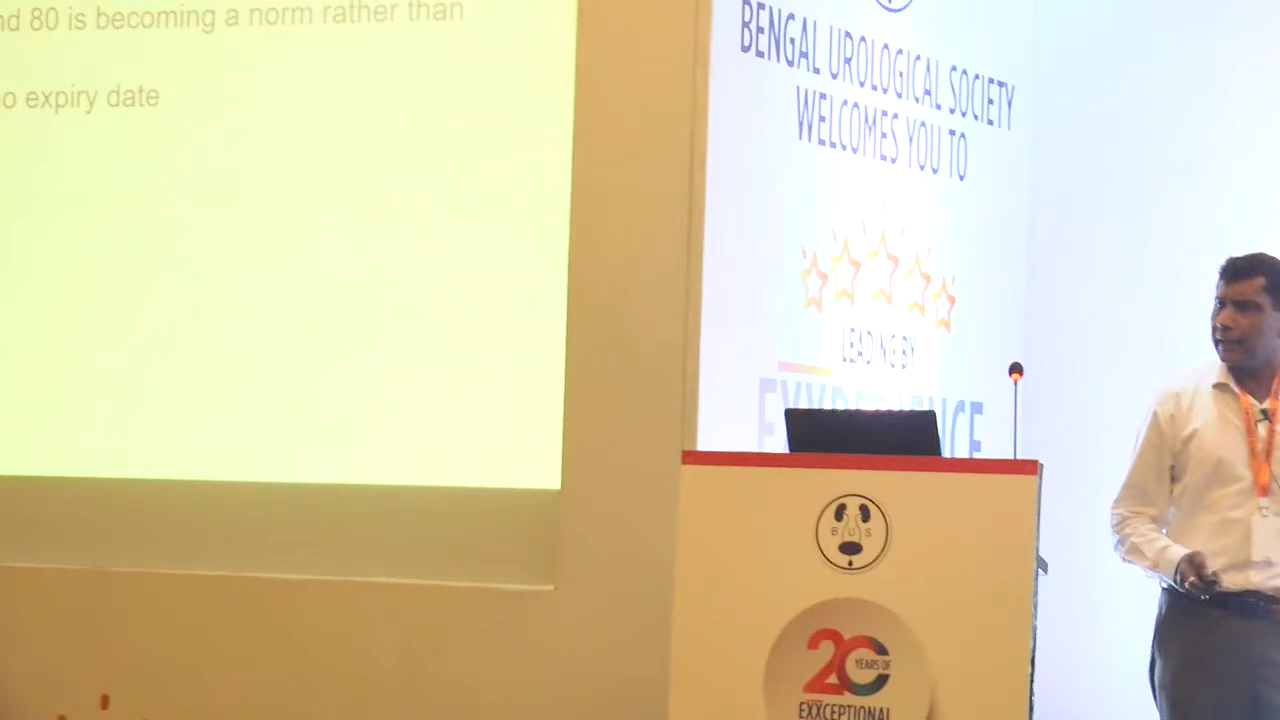 nd 80 is becoming a norm rather than
o expiry date
BENGAL UROLOGICAL SOCIETY
WELCOMES YOU TO
LEADING BY
EXXPERIENCE
B U S
20
YEARS OF
EXXCEPTIONAL